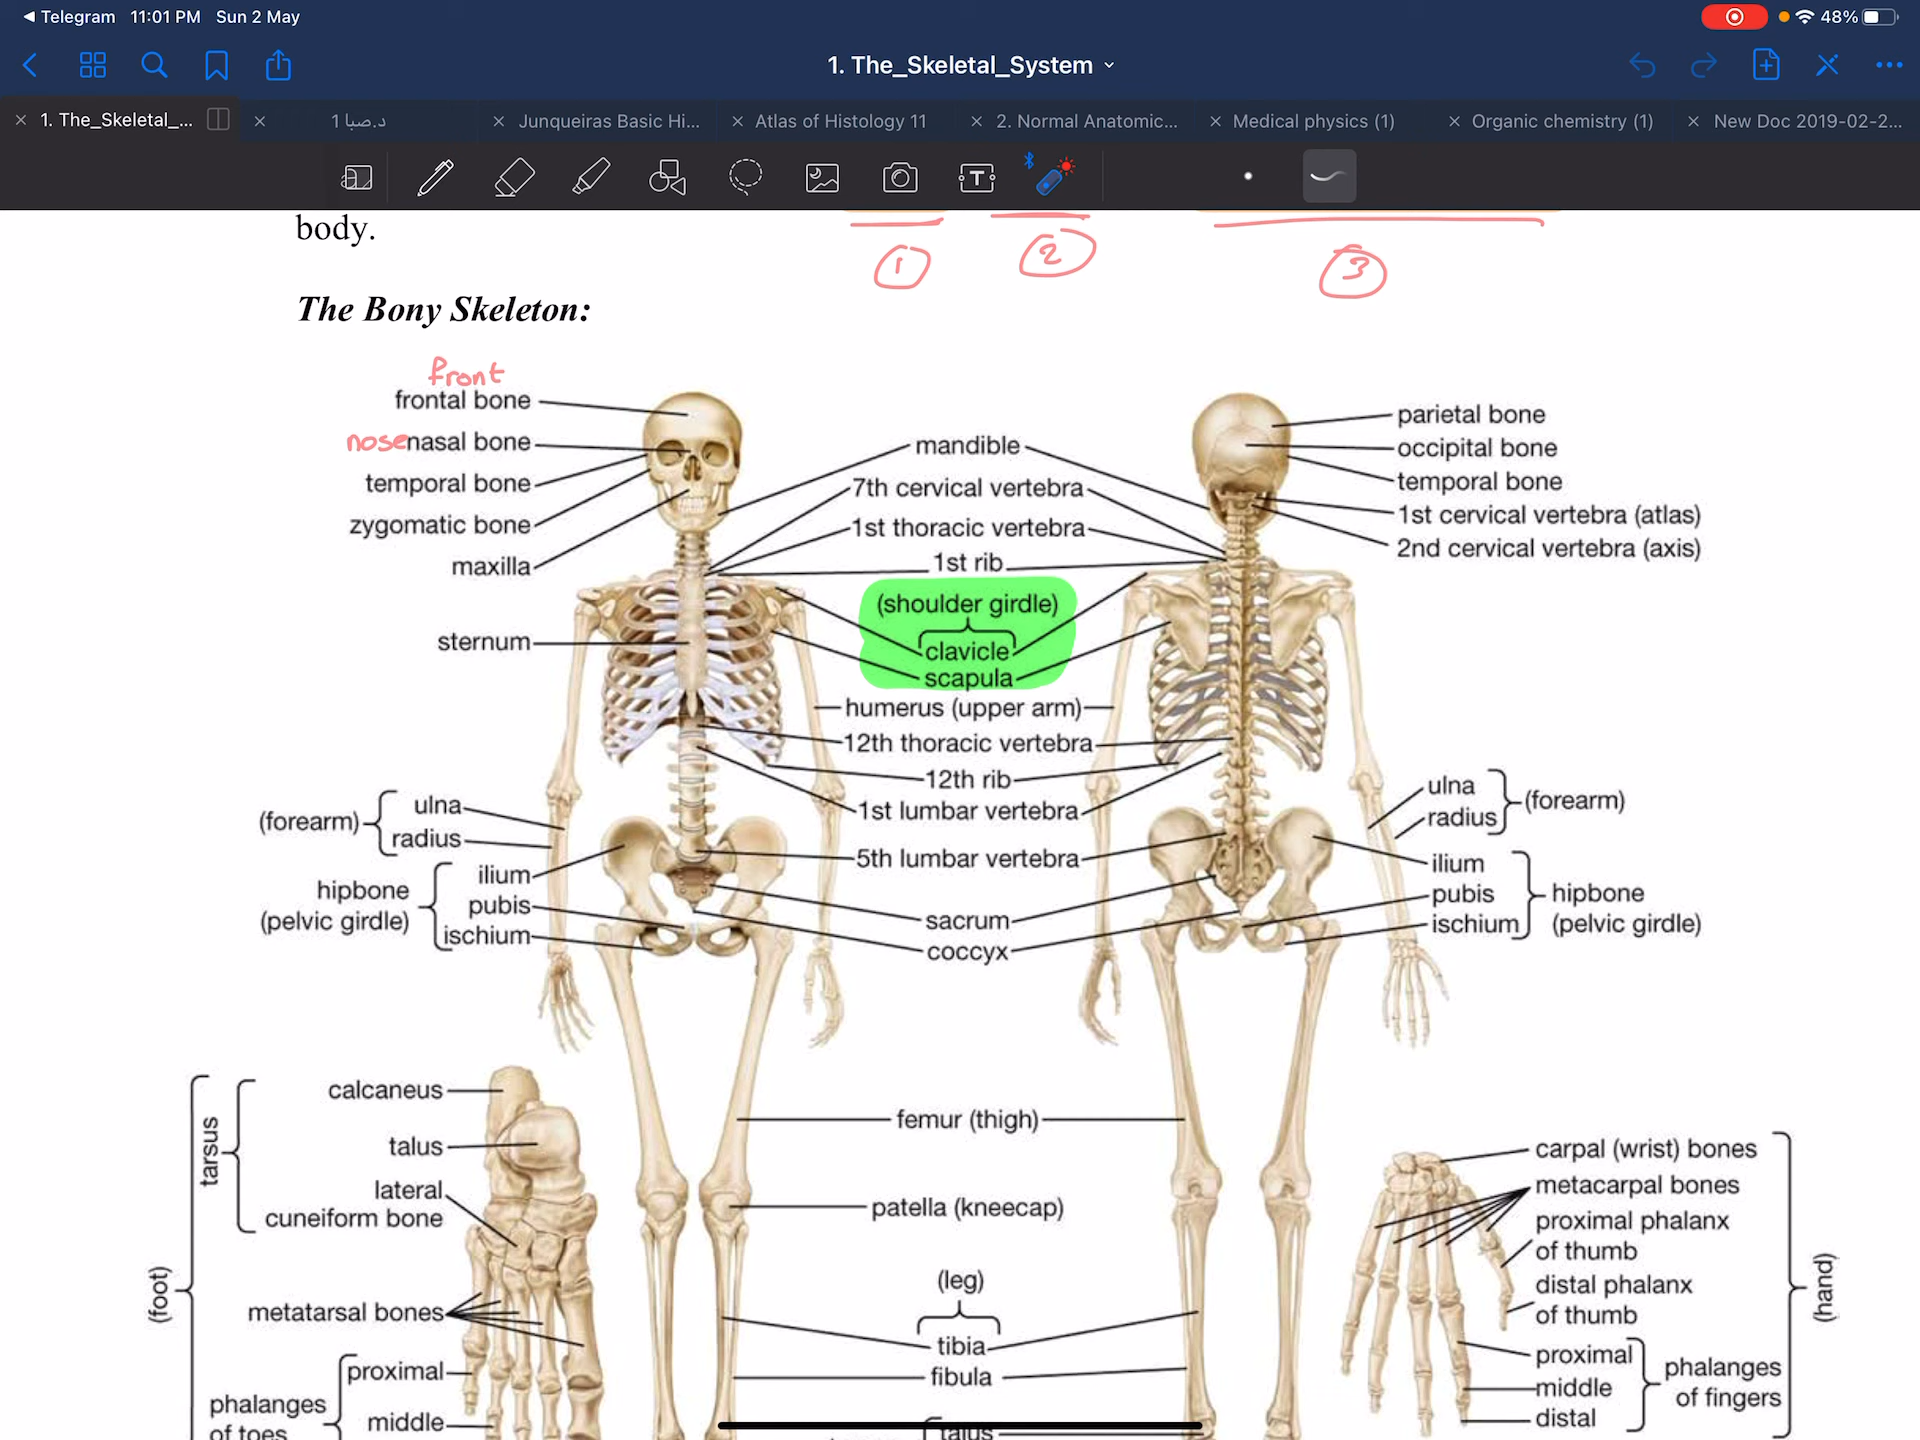 Telegram 11:01 PM Sun 2 May 48%
1. The_Skeletal_System
1. The_Skeletal_... د.صبا 1 Junqueiras Basic Hi... Atlas of Histology 11 2. Normal Anatomic... Medical physics (1) Organic chemistry (1) New Doc 2019-02-2...
body.
1 2 3
The Bony Skeleton:
front
frontal bone
nose nasal bone
temporal bone
zygomatic bone
maxilla
sternum
(forearm) ulna
radius
hipbone
(pelvic girdle)
ilium
pubis
ischium
mandible
7th cervical vertebra
1st thoracic vertebra
1st rib
(shoulder girdle)
clavicle
scapula
humerus (upper arm)
12th thoracic vertebra
12th rib
1st lumbar vertebra
5th lumbar vertebra
sacrum
coccyx
parietal bone
occipital bone
temporal bone
1st cervical vertebra (atlas)
2nd cervical vertebra (axis)
ulna
radius
(forearm)
ilium
pubis
ischium
hipbone
(pelvic girdle)
(foot)
tarsus
calcaneus
talus
lateral
cuneiform bone
metatarsal bones
phalanges
of toes
proximal
middle
femur (thigh)
patella (kneecap)
(leg)
tibia
fibula
talus
carpal (wrist) bones
metacarpal bones
proximal phalanx
of thumb
distal phalanx
of thumb
proximal
middle
distal
phalanges
of fingers
(hand)